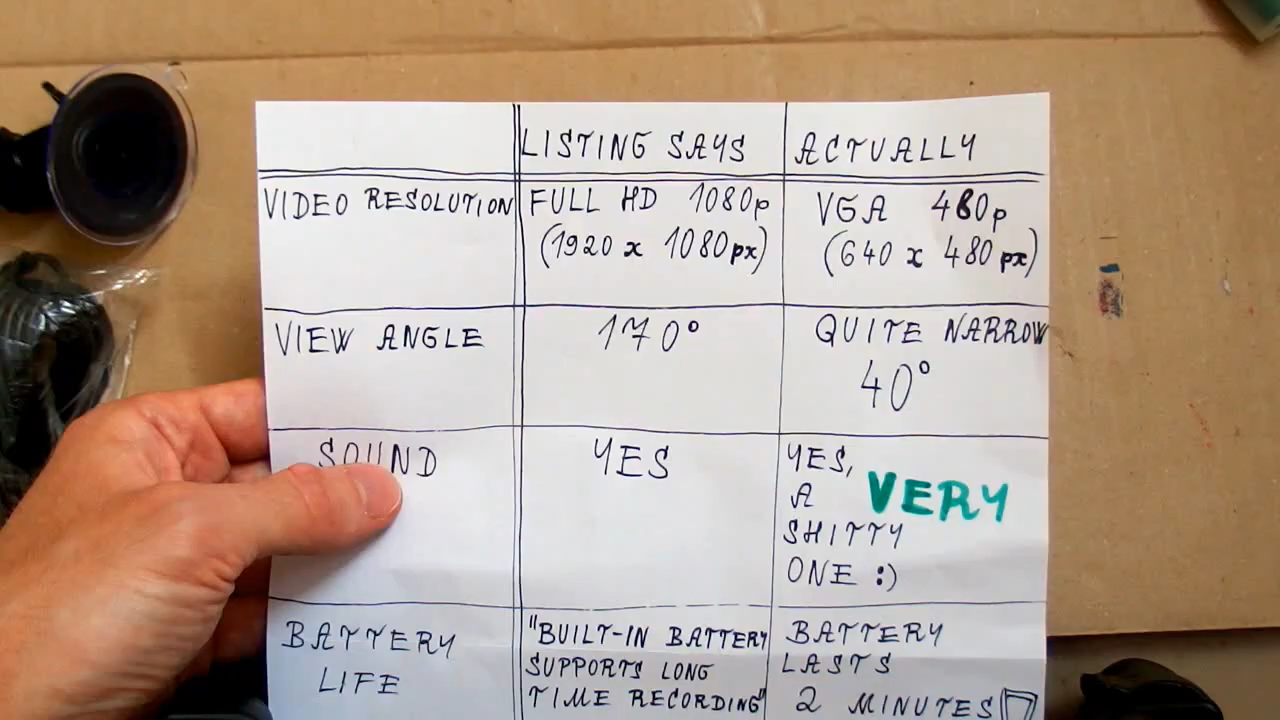 LISTING SAYS
ACTUALLY
VIDEO RESOLUTION
FULL HD 1080p
(1920 x 1080px)
VGA 480p
(640 x 480 px)
VIEW ANGLE
170°
QUITE NARROW
40°
SOUND
YES
YES,
A VERY
SHITTY
ONE :)
BATTERY
LIFE
"BUILT-IN BATTERY
SUPPORTS LONG
TIME RECORDING"
BATTERY
LASTS
2 MINUTES